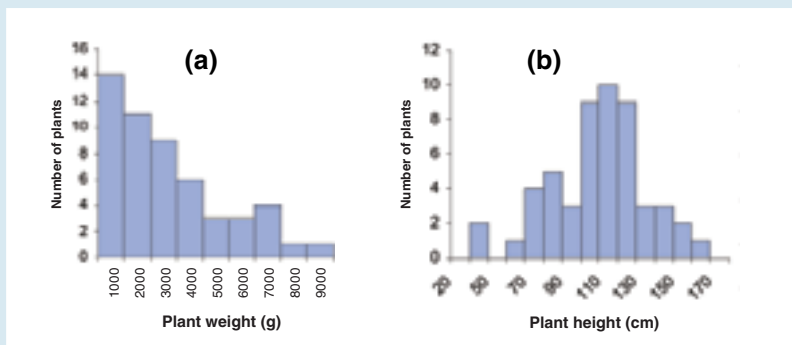 (a)
Number of plants
16
14
12
10
8
6
4
2
0
1000 2000 3000 4000 5000 6000 7000 8000 9000
Plant weight (g)
(b)
Number of plants
12
10
8
6
4
2
0
20 50 70 90 110 130 150 170
Plant height (cm)